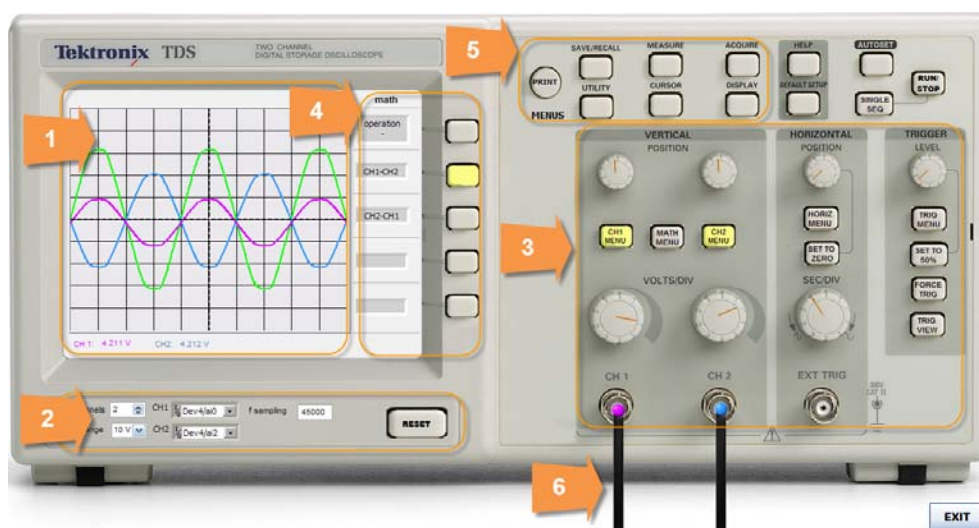 Tektronix TDS
TWO CHANNEL
DIGITAL STORAGE OSCILLOSCOPE
5
SAVE/RECALL MEASURE ACQUIRE
HELP
AUTOSET
PRINT
UTILITY CURSOR DISPLAY
DEFAULT SETUP
RUN/
STOP
SINGLE
SEQ
MENUS
1
4
math
operation
-
CH1-CH2
CH2-CH1
CH 1: 4.211 V CH2: 4.212 V
3
VERTICAL
POSITION
CH1
MENU
MATH
MENU
CH2
MENU
VOLTS/DIV
CH 1
CH 2
HORIZONTAL
POSITION
HORIZ
MENU
SET TO
ZERO
SEC/DIV
EXT TRIG
TRIGGER
LEVEL
TRIG
MENU
SET TO
50%
FORCE
TRIG
TRIG
VIEW
CAT II
2
2 CH1 Dev4/ai0 f sampling 45000
10 V CH2 Dev4/ai2
RESET
6
EXIT